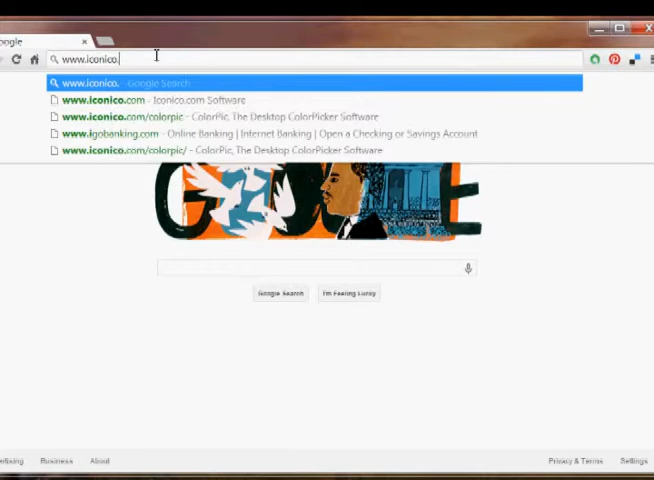 oogle
www.iconico.
www.iconico. - Google Search
www.iconico.com - Iconico.com Software
www.iconico.com/colorpic - ColorPic, The Desktop ColorPicker Software
www.igobanking.com - Online Banking | Internet Banking | Open a Checking or Savings Account
www.iconico.com/colorpic/ - ColorPic, The Desktop ColorPicker Software
Google Search I'm Feeling Lucky
ertising Business About Privacy & Terms Settings